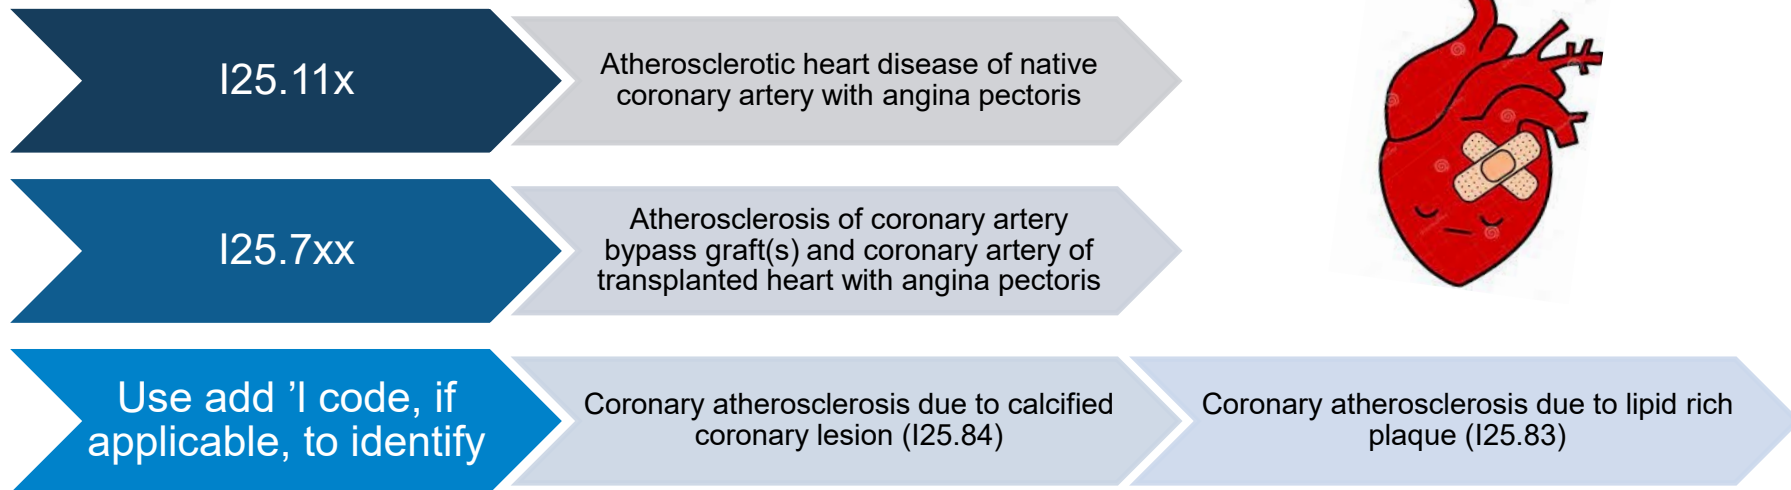 I25.11x
Atherosclerotic heart disease of native
coronary artery with angina pectoris
I25.7xx
Atherosclerosis of coronary artery
bypass graft(s) and coronary artery of
transplanted heart with angina pectoris
Use add ’l code, if
applicable, to identify
Coronary atherosclerosis due to calcified
coronary lesion (I25.84)
Coronary atherosclerosis due to lipid rich
plaque (I25.83)